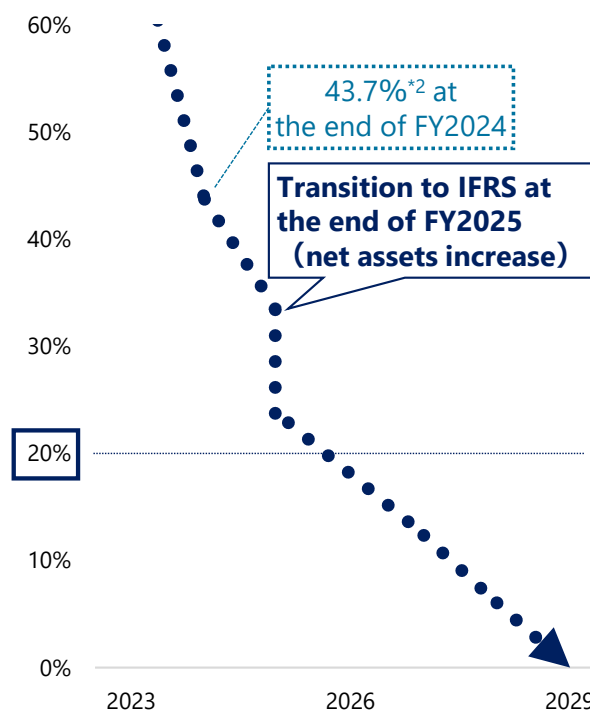 60%
43.7%*2 at
the end of FY2024
50%
Transition to IFRS at
the end of FY2025
(net assets increase)
40%
30%
20%
10%
0%
2023
2026
2029